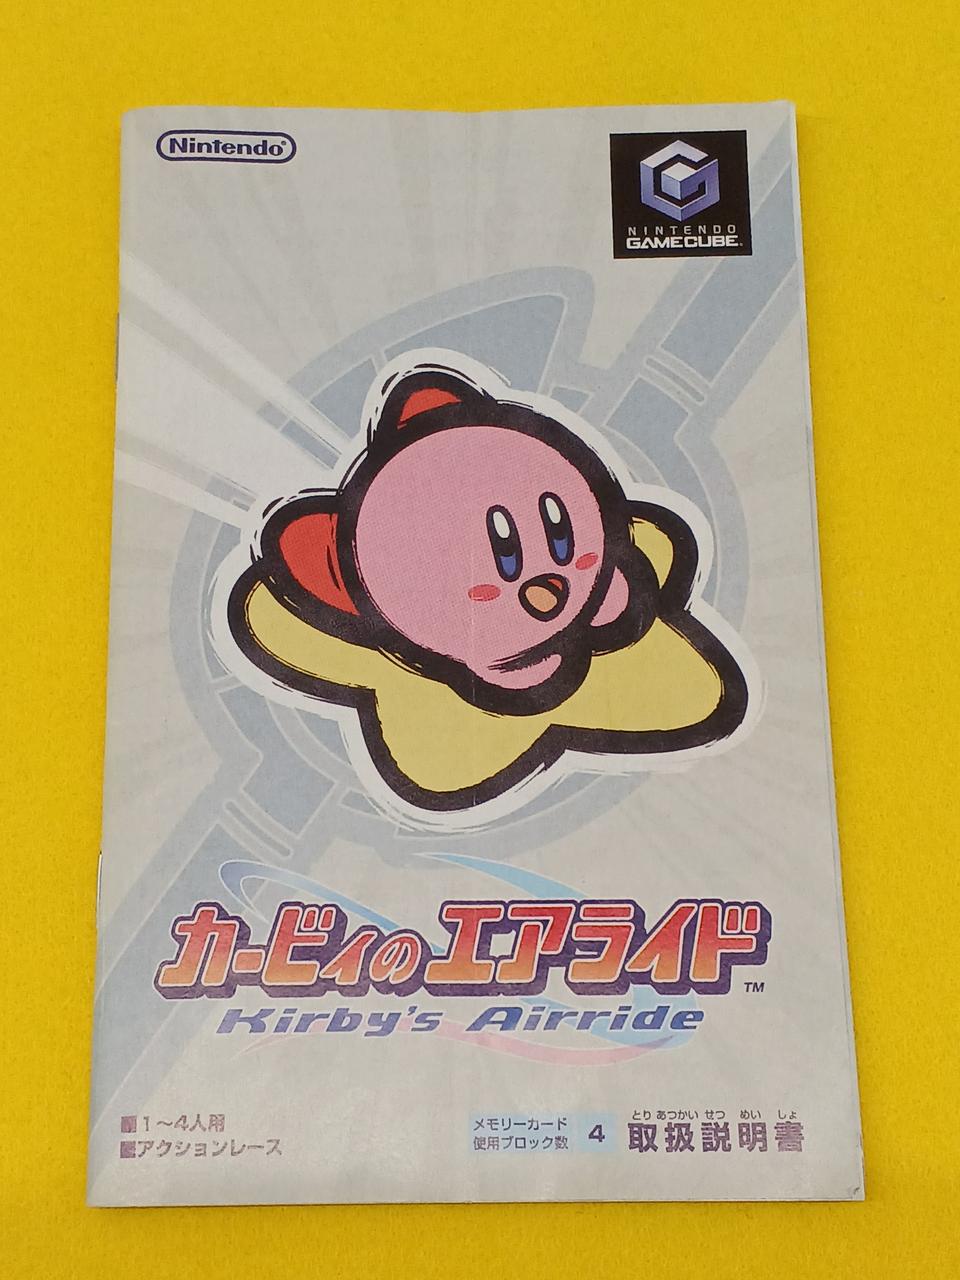 Nintendo®
NINTENDO
GAMECUBE®
カービィのエアライド™
Kirby's Airride
■1〜4人用
■アクションレース
メモリーカード
使用ブロック数 4
とりあつかいせつめいしょ
取扱説明書